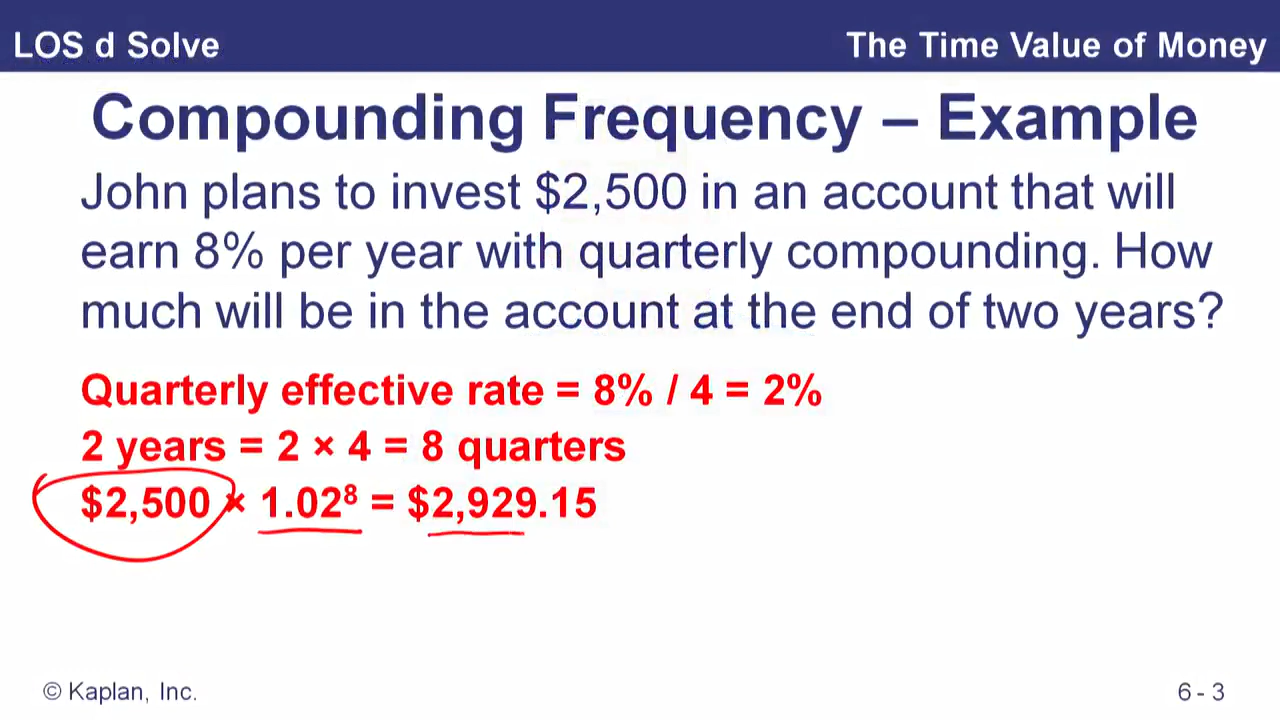 LOS d Solve
The Time Value of Money
Compounding Frequency – Example
John plans to invest $2,500 in an account that will
earn 8% per year with quarterly compounding. How
much will be in the account at the end of two years?
Quarterly effective rate = 8% / 4 = 2%
2 years = 2 × 4 = 8 quarters
$2,500 × 1.02⁸ = $2,929.15
© Kaplan, Inc.
6 - 3